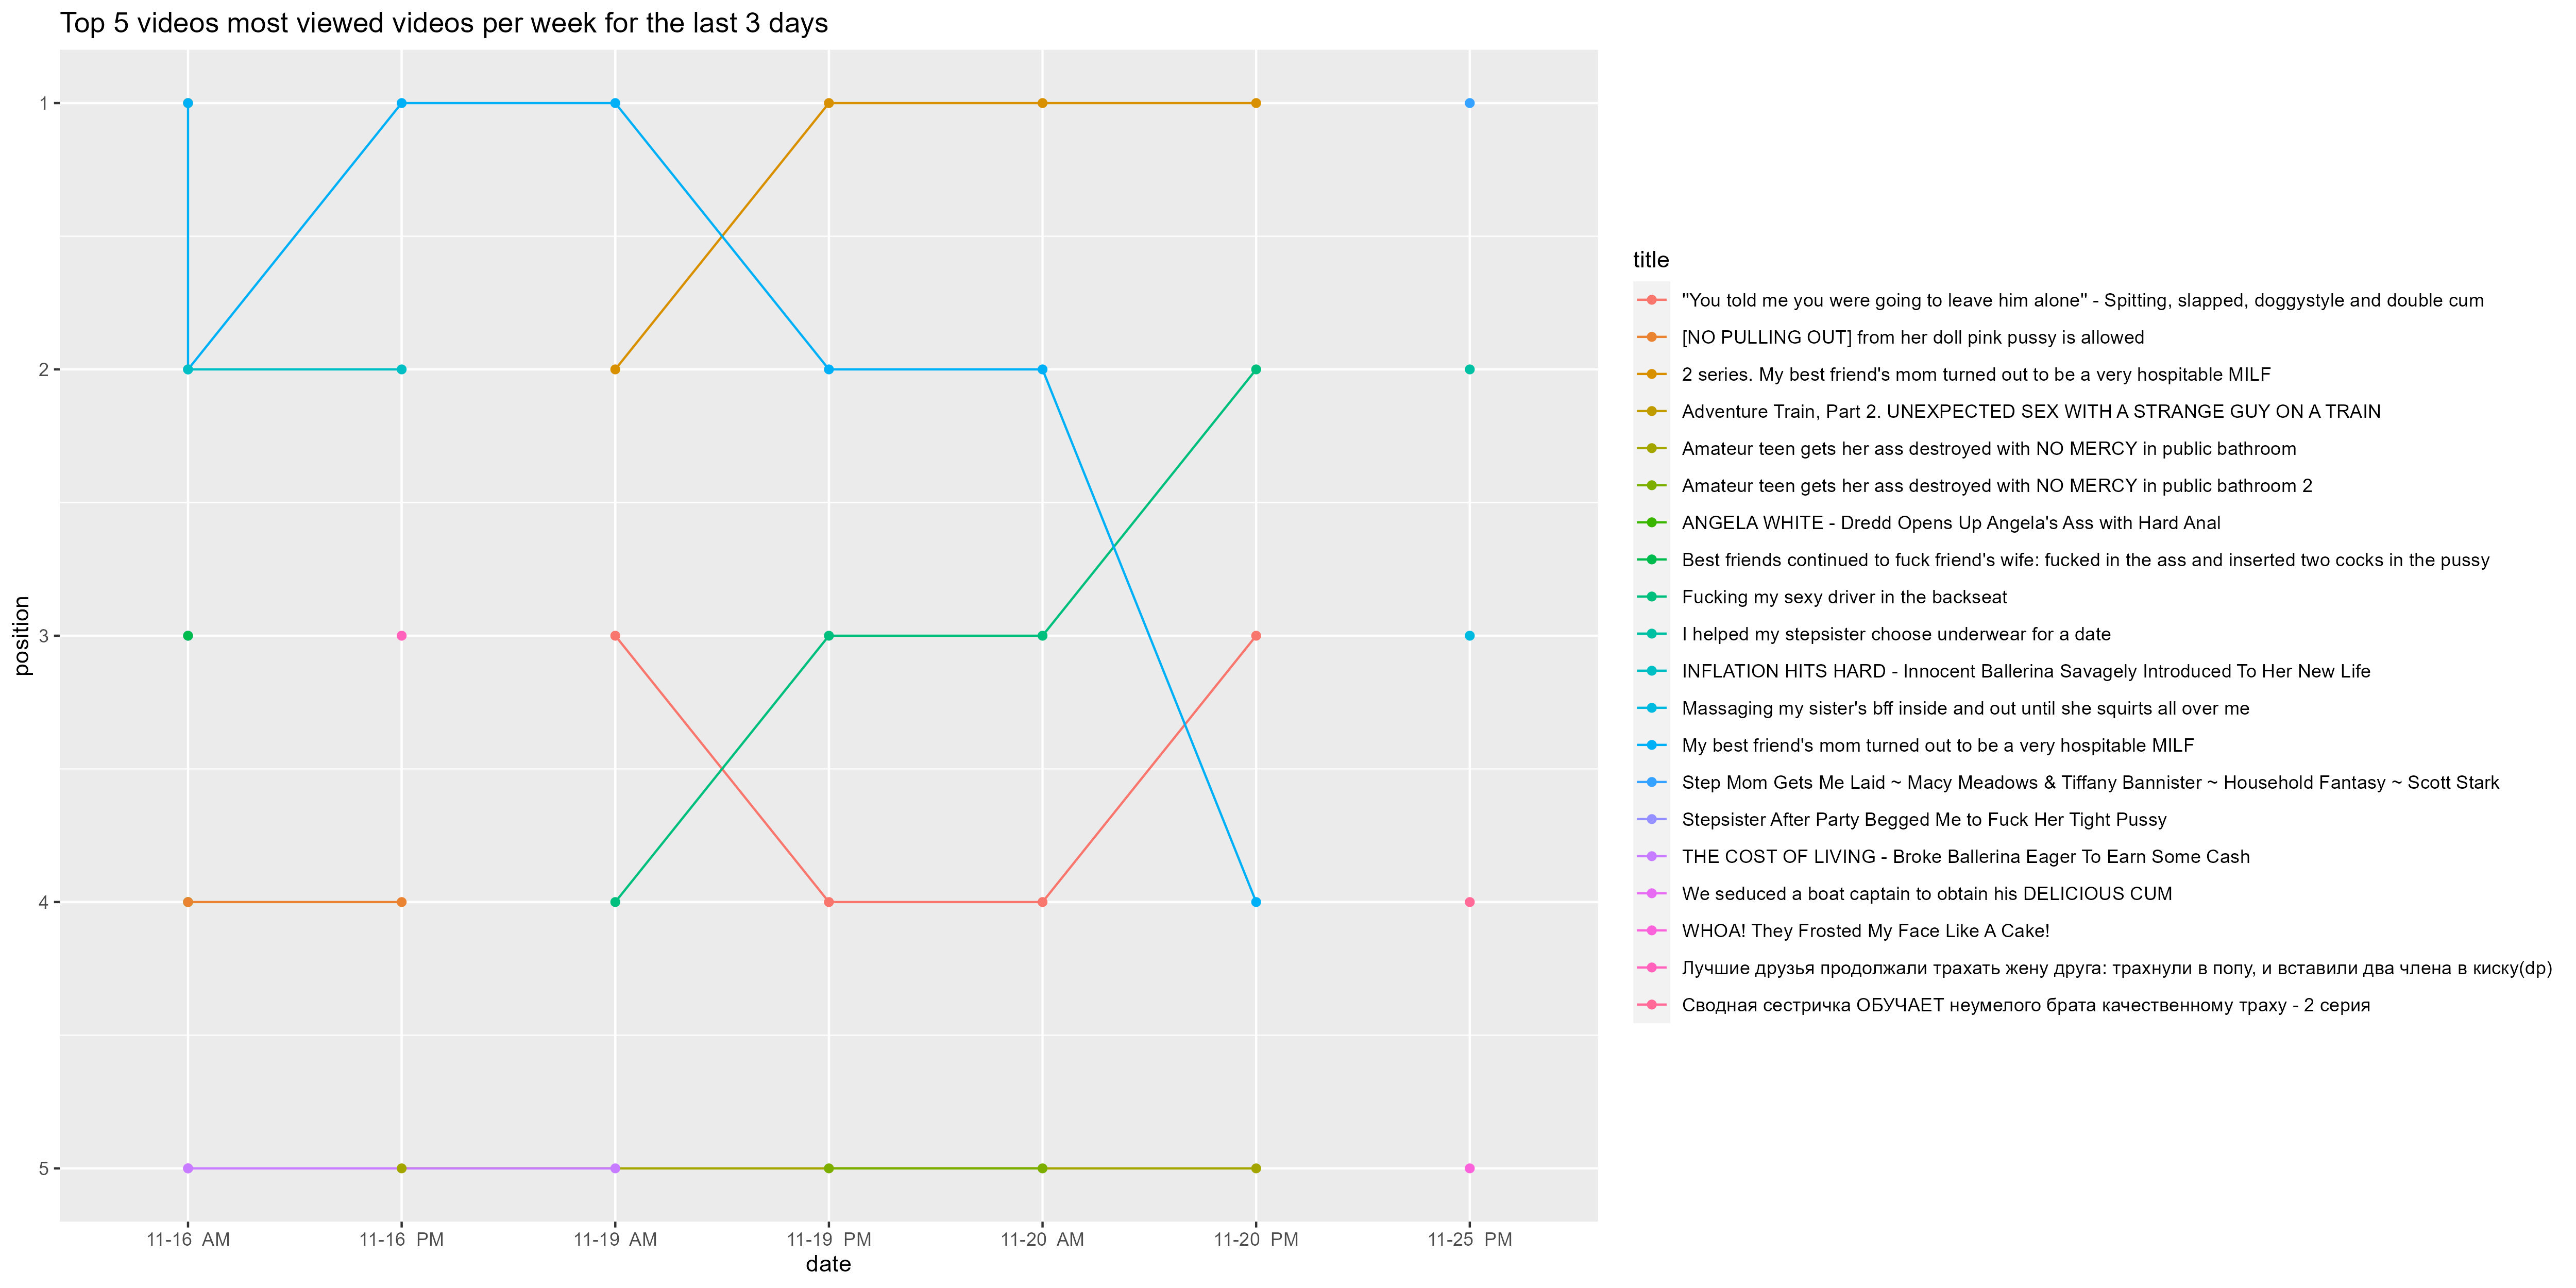 Top 5 videos most viewed videos per week for the last 3 days
position
1
2
3
4
5
11-16 AM
11-16 PM
11-19 AM
11-19 PM
11-20 AM
11-20 PM
11-25 PM
date
title
"You told me you were going to leave him alone" - Spitting, slapped, doggystyle and double cum
[NO PULLING OUT] from her doll pink pussy is allowed
2 series. My best friend's mom turned out to be a very hospitable MILF
Adventure Train, Part 2. UNEXPECTED SEX WITH A STRANGE GUY ON A TRAIN
Amateur teen gets her ass destroyed with NO MERCY in public bathroom
Amateur teen gets her ass destroyed with NO MERCY in public bathroom 2
ANGELA WHITE - Dredd Opens Up Angela's Ass with Hard Anal
Best friends continued to fuck friend's wife: fucked in the ass and inserted two cocks in the pussy
Fucking my sexy driver in the backseat
I helped my stepsister choose underwear for a date
INFLATION HITS HARD - Innocent Ballerina Savagely Introduced To Her New Life
Massaging my sister's bff inside and out until she squirts all over me
My best friend's mom turned out to be a very hospitable MILF
Step Mom Gets Me Laid ~ Macy Meadows & Tiffany Bannister ~ Household Fantasy ~ Scott Stark
Stepsister After Party Begged Me to Fuck Her Tight Pussy
THE COST OF LIVING - Broke Ballerina Eager To Earn Some Cash
We seduced a boat captain to obtain his DELICIOUS CUM
WHOA! They Frosted My Face Like A Cake!
Лучшие друзья продолжали трахать жену друга: трахнули в попу, и вставили два члена в киску(dp)
Сводная сестричка ОБУЧАЕТ неумелого брата качественному траху - 2 серия